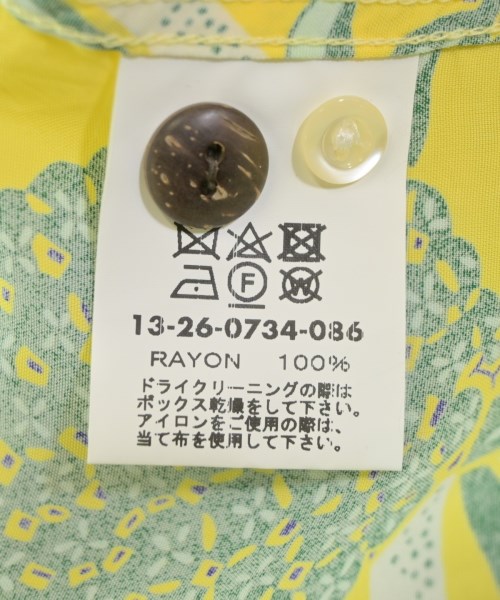 F W
13-26-0734-086
RAYON 100%
ドライクリーニングの際は
ボックス乾燥をして下さい。
アイロンをご使用の際は、
当て布を使用して下さい。